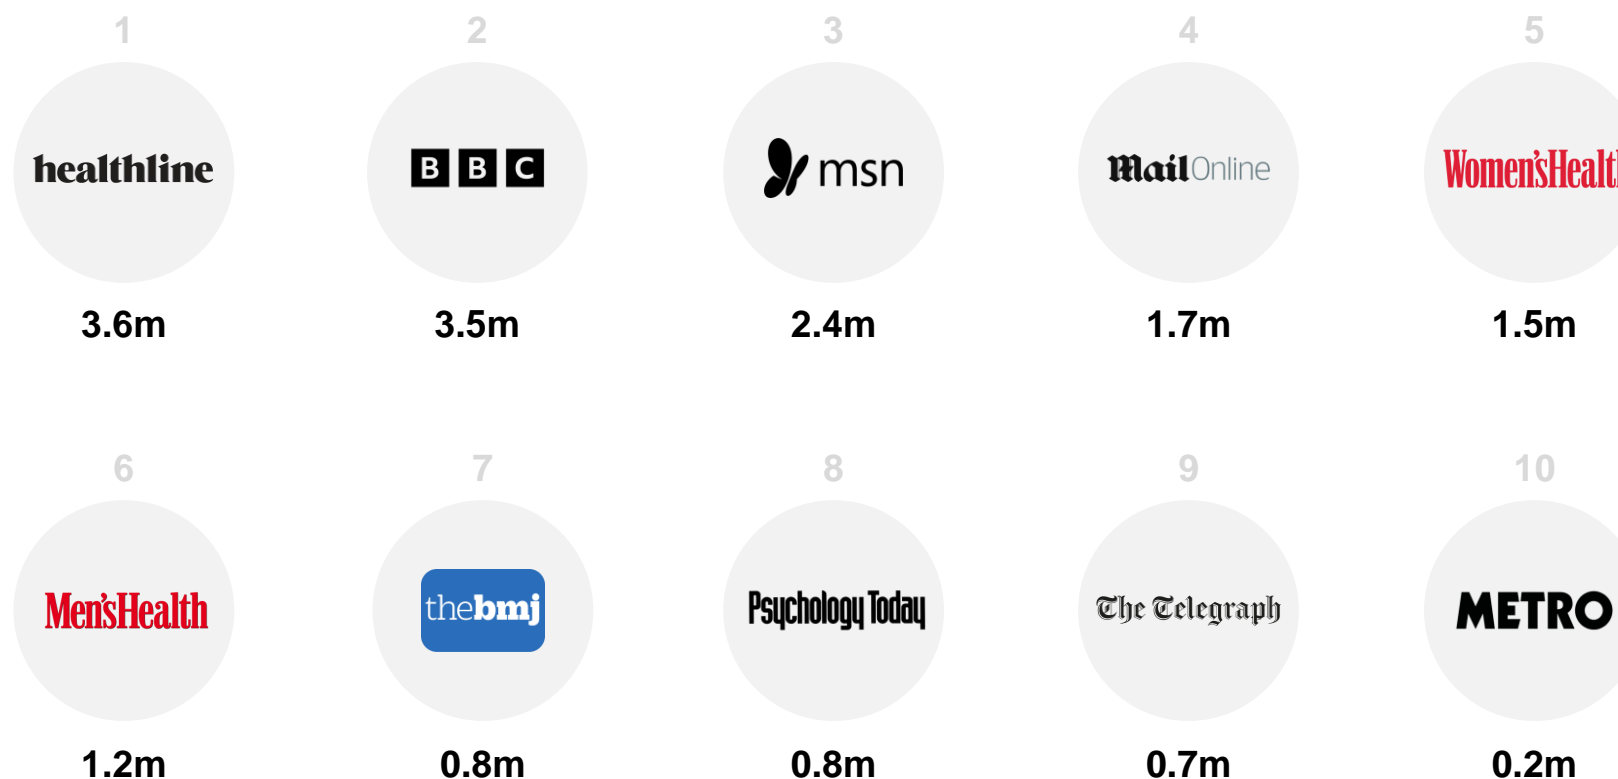 1 2 3 4 5
healthline BBC msn MailOnline Women'sHealth
3.6m 3.5m 2.4m 1.7m 1.5m
6 7 8 9 10
Men'sHealth thebmj Psychology Today The Telegraph METRO
1.2m 0.8m 0.8m 0.7m 0.2m